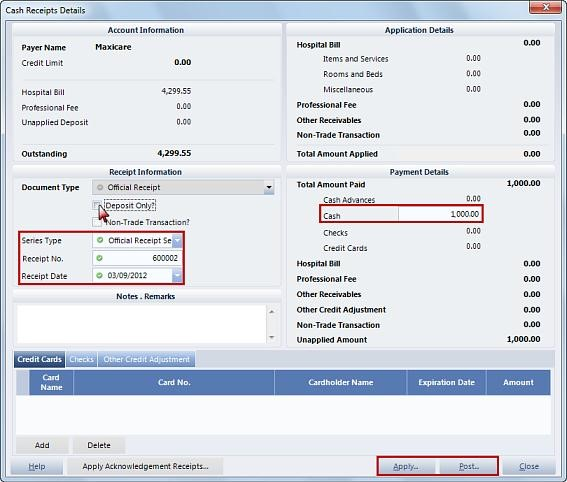 Cash Receipts Details
Account Information
Payer Name Maxicare
Credit Limit 0.00
Hospital Bill 4,299.55
Professional Fee 0.00
Unapplied Deposit 0.00
Outstanding 4,299.55
Application Details
Hospital Bill 0.00
Items and Services 0.00
Rooms and Beds 0.00
Miscellaneous 0.00
Professional Fee 0.00
Other Receivables 0.00
Non-Trade Transaction 0.00
Total Amount Applied 0.00
Receipt Information
Document Type Official Receipt
Deposit Only?
Non-Trade Transaction?
Series Type Official Receipt Se
Receipt No. 600002
Receipt Date 03/09/2012
Notes . Remarks
Payment Details
Total Amount Paid 1,000.00
Cash Advances 0.00
Cash 1,000.00
Checks 0.00
Credit Cards 0.00
Hospital Bill 0.00
Professional Fee 0.00
Other Receivables 0.00
Other Credit Adjustment 0.00
Non-Trade Transaction 0.00
Unapplied Amount 1,000.00
Credit Cards Checks Other Credit Adjustment
Card Name Card No. Cardholder Name Expiration Date Amount
Add Delete
Help Apply Acknowledgement Receipts... Apply.. Post.. Close